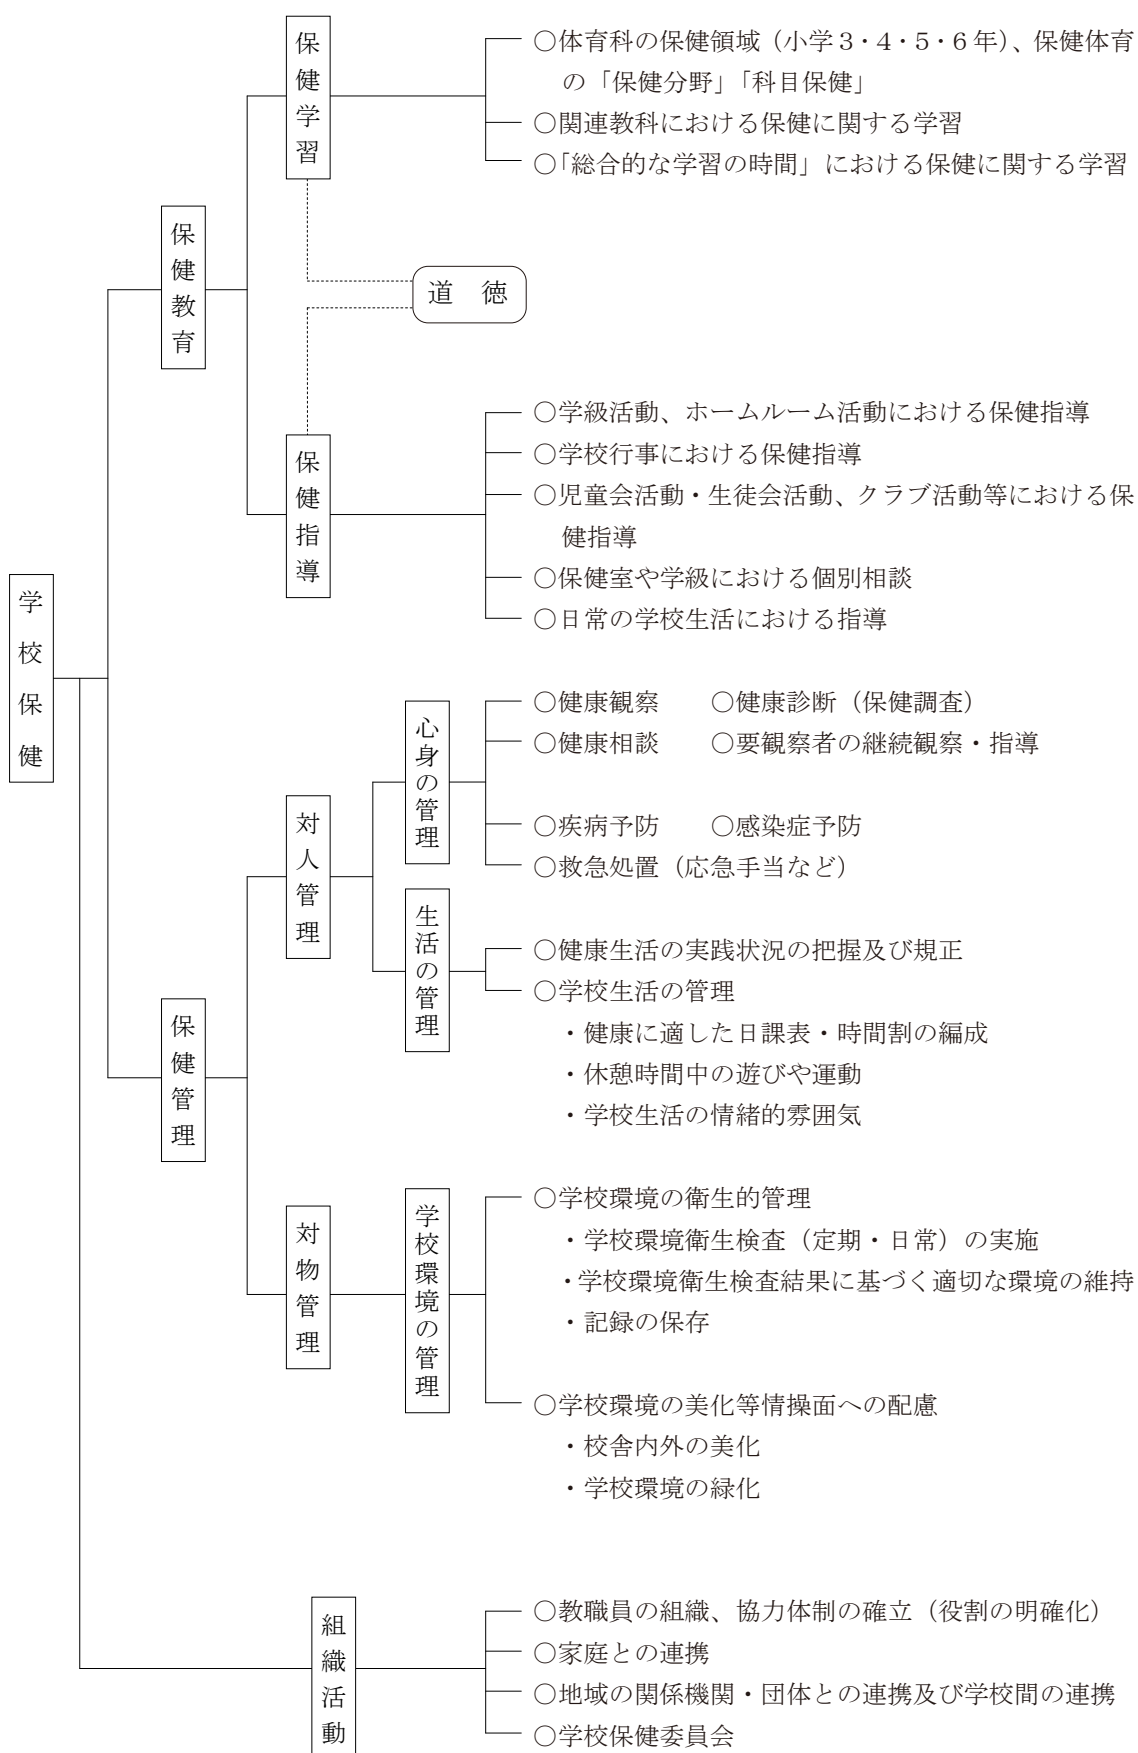 学校保健
保健教育
保健学習
○体育科の保健領域（小学３・４・５・６年）、保健体育
の「保健分野」「科目保健」
○関連教科における保健に関する学習
○「総合的な学習の時間」における保健に関する学習
道　徳
保健指導
○学級活動、ホームルーム活動における保健指導
○学校行事における保健指導
○児童会活動・生徒会活動、クラブ活動等における保
健指導
○保健室や学級における個別相談
○日常の学校生活における指導
保健管理
対人管理
心身の管理
○健康観察　　○健康診断（保健調査）
○健康相談　　○要観察者の継続観察・指導
○疾病予防　　○感染症予防
○救急処置（応急手当など）
生活の管理
○健康生活の実践状況の把握及び規正
○学校生活の管理
・健康に適した日課表・時間割の編成
・休憩時間中の遊びや運動
・学校生活の情緒的雰囲気
対物管理
学校環境の管理
○学校環境の衛生的管理
・学校環境衛生検査（定期・日常）の実施
・学校環境衛生検査結果に基づく適切な環境の維持
・記録の保存
○学校環境の美化等情操面への配慮
・校舎内外の美化
・学校環境の緑化
組織活動
○教職員の組織、協力体制の確立（役割の明確化）
○家庭との連携
○地域の関係機関・団体との連携及び学校間の連携
○学校保健委員会